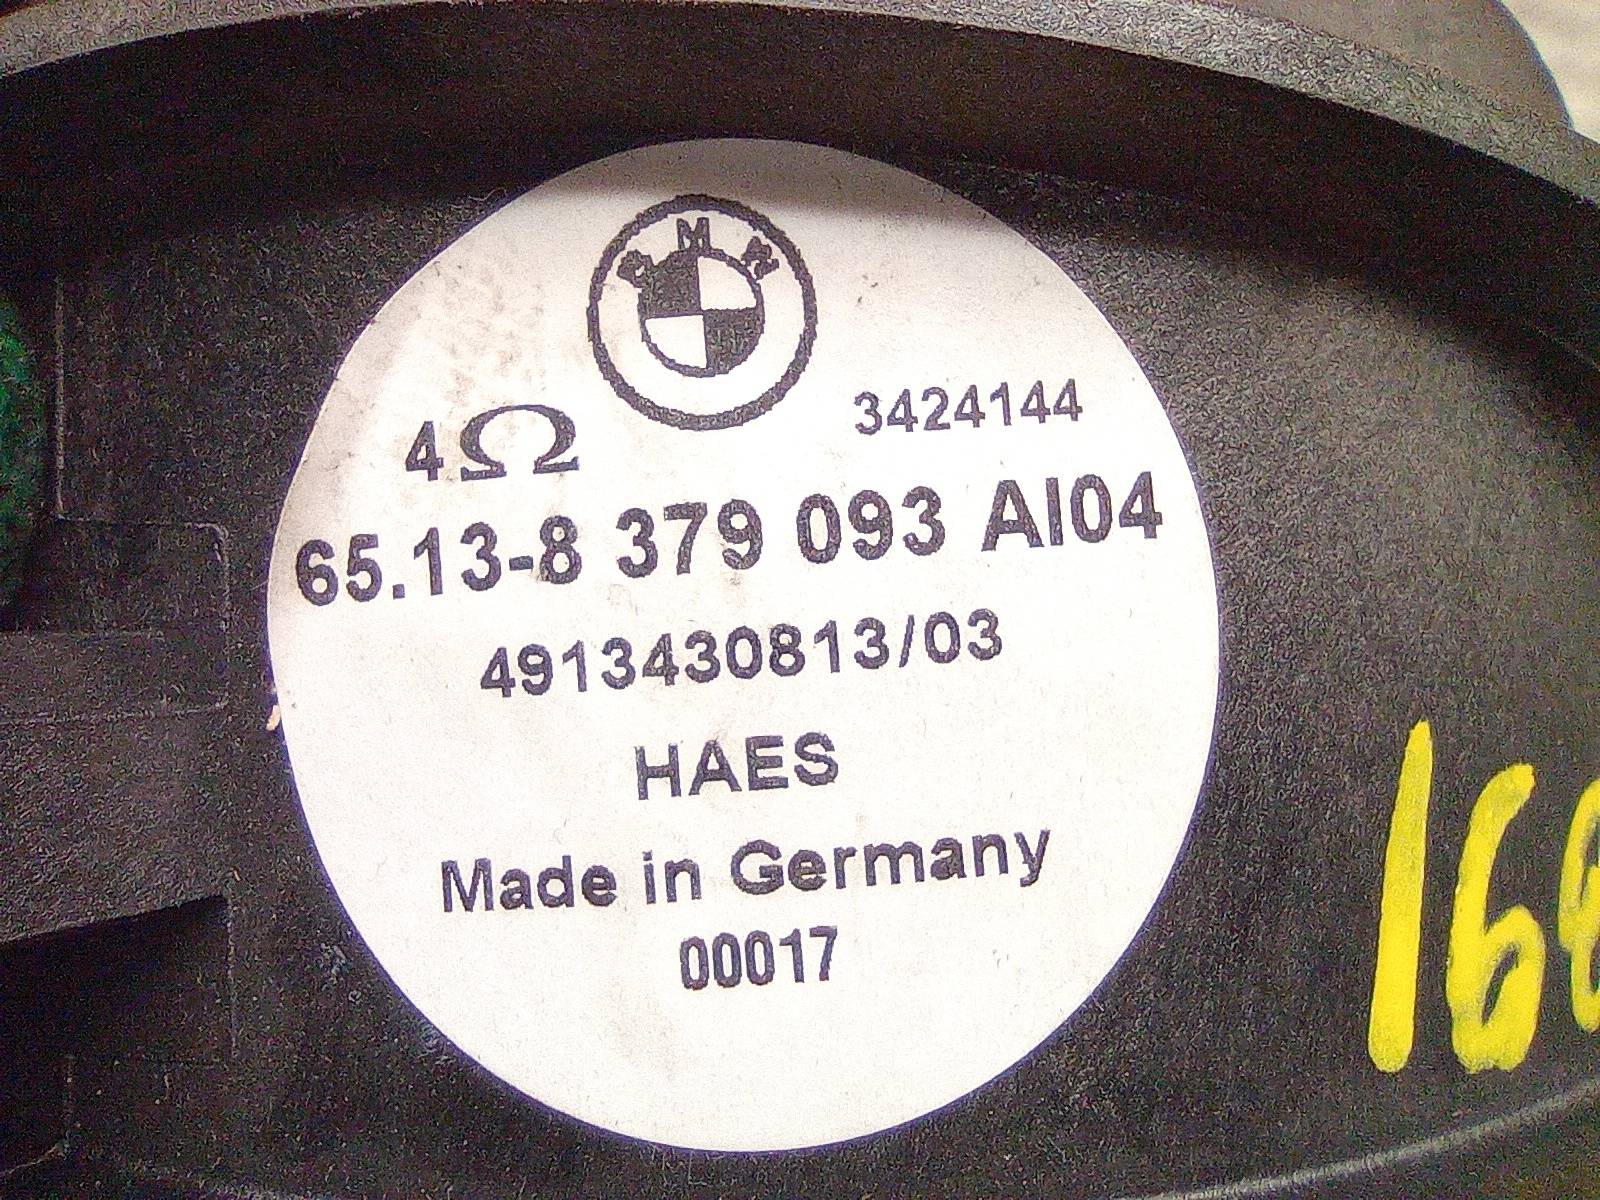 BMW
3424144
4Ω
65.13-8 379 093 AI04
4913430813/03
HAES
Made in Germany
00017
16